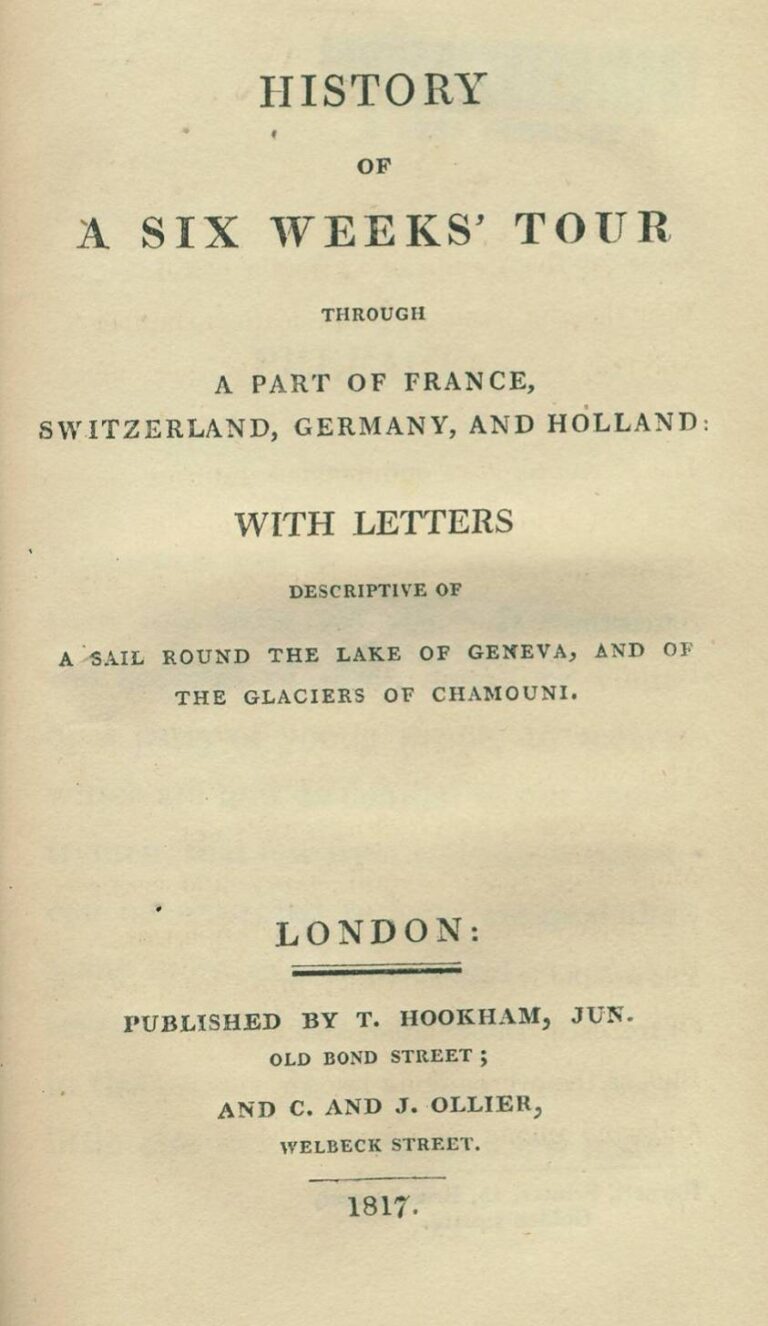 HISTORY
OF
A SIX WEEKS' TOUR
THROUGH
A PART OF FRANCE,
SWITZERLAND, GERMANY, AND HOLLAND:
WITH LETTERS
DESCRIPTIVE OF
A SAIL ROUND THE LAKE OF GENEVA, AND OF
THE GLACIERS OF CHAMOUNI.
LONDON:
PUBLISHED BY T. HOOKHAM, JUN.
OLD BOND STREET ;
AND C. AND J. OLLIER,
WELBECK STREET.
1817.